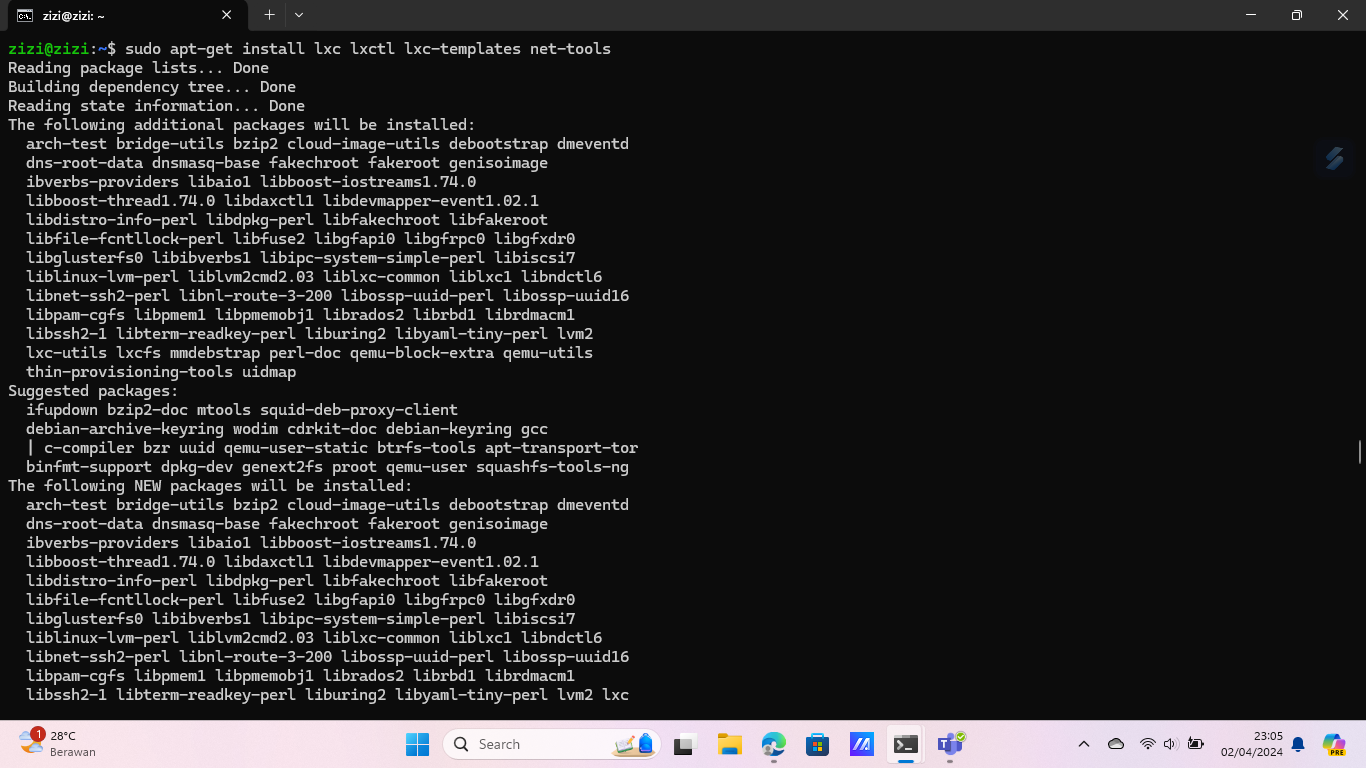 zizi@zizi: ~
zizi@zizi:~$ sudo apt-get install lxc lxctl lxc-templates net-tools
Reading package lists... Done
Building dependency tree... Done
Reading state information... Done
The following additional packages will be installed:
  arch-test bridge-utils bzip2 cloud-image-utils debootstrap dmeventd
  dns-root-data dnsmasq-base fakechroot fakeroot genisoimage
  ibverbs-providers libaio1 libboost-iostreams1.74.0
  libboost-thread1.74.0 libdaxctl1 libdevmapper-event1.02.1
  libdistro-info-perl libdpkg-perl libfakechroot libfakeroot
  libfile-fcntllock-perl libfuse2 libgfapi0 libgfrpc0 libgfxdr0
  libglusterfs0 libibverbs1 libipc-system-simple-perl libiscsi7
  liblinux-lvm-perl liblvm2cmd2.03 liblxc-common liblxc1 libndctl6
  libnet-ssh2-perl libnl-route-3-200 libossp-uuid-perl libossp-uuid16
  libpam-cgfs libpmem1 libpmemobj1 librados2 librbd1 librdmacm1
  libssh2-1 libterm-readkey-perl liburing2 libyaml-tiny-perl lvm2
  lxc-utils lxcfs mmdebstrap perl-doc qemu-block-extra qemu-utils
  thin-provisioning-tools uidmap
Suggested packages:
  ifupdown bzip2-doc mtools squid-deb-proxy-client
  debian-archive-keyring wodim cdrkit-doc debian-keyring gcc
  | c-compiler bzr uuid qemu-user-static btrfs-tools apt-transport-tor
  binfmt-support dpkg-dev genext2fs proot qemu-user squashfs-tools-ng
The following NEW packages will be installed:
  arch-test bridge-utils bzip2 cloud-image-utils debootstrap dmeventd
  dns-root-data dnsmasq-base fakechroot fakeroot genisoimage
  ibverbs-providers libaio1 libboost-iostreams1.74.0
  libboost-thread1.74.0 libdaxctl1 libdevmapper-event1.02.1
  libdistro-info-perl libdpkg-perl libfakechroot libfakeroot
  libfile-fcntllock-perl libfuse2 libgfapi0 libgfrpc0 libgfxdr0
  libglusterfs0 libibverbs1 libipc-system-simple-perl libiscsi7
  liblinux-lvm-perl liblvm2cmd2.03 liblxc-common liblxc1 libndctl6
  libnet-ssh2-perl libnl-route-3-200 libossp-uuid-perl libossp-uuid16
  libpam-cgfs libpmem1 libpmemobj1 librados2 librbd1 librdmacm1
  libssh2-1 libterm-readkey-perl liburing2 libyaml-tiny-perl lvm2 lxc
1
28°C
Berawan
Search
PRE
23:05
02/04/2024